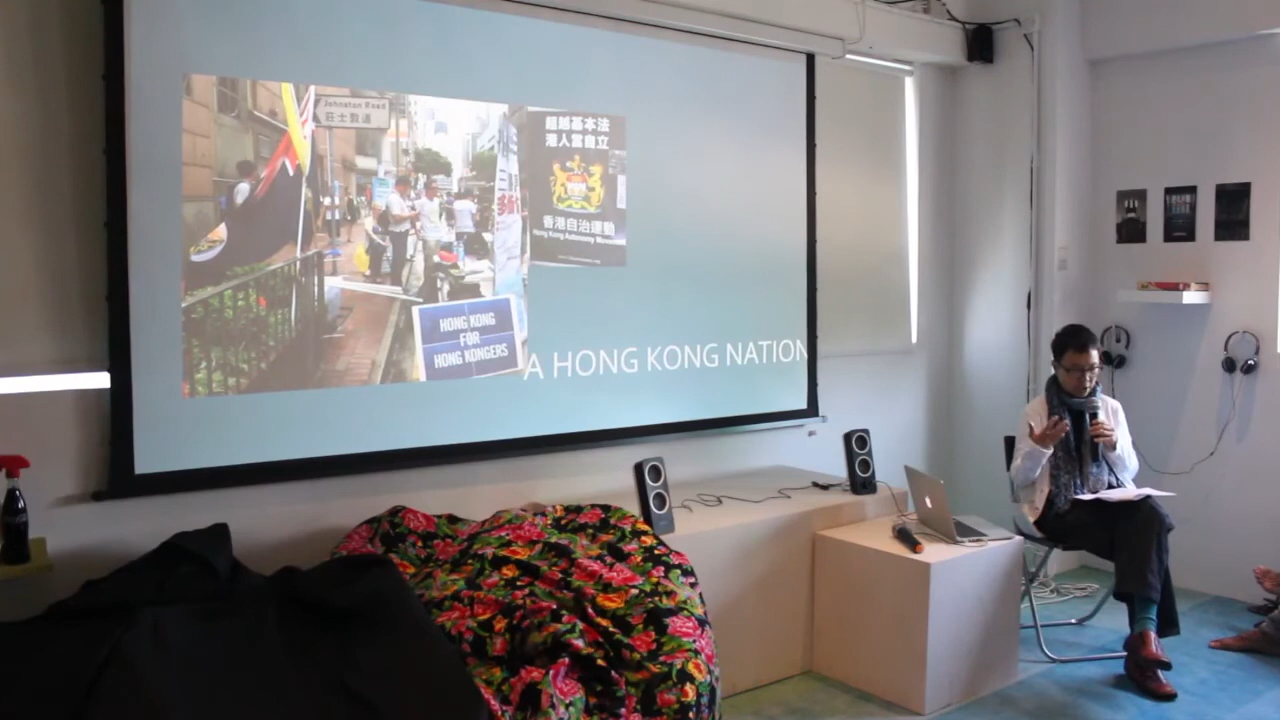 Johnston Road
莊士敦道
超越基本法
港人當自立
香港自治運動
Hong Kong Autonomy Movement
HONG KONG
FOR
HONG KONGERS
A HONG KONG NATION